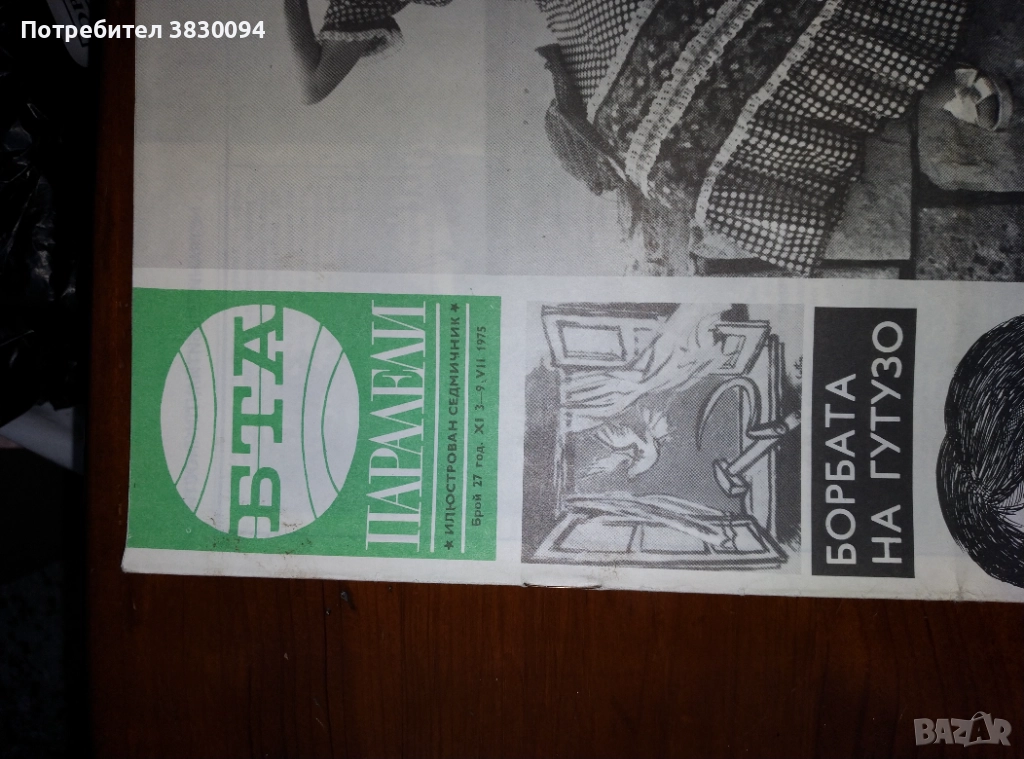 Потребител 3830094
БТА
ПАРАЛЕЛИ
★ ИЛЮСТРОВАН СЕДМИЧНИК ★
Брой 27 год. XI 3—9.VII 1975
БОРБАТА
НА ГУТУЗО
BAZAR